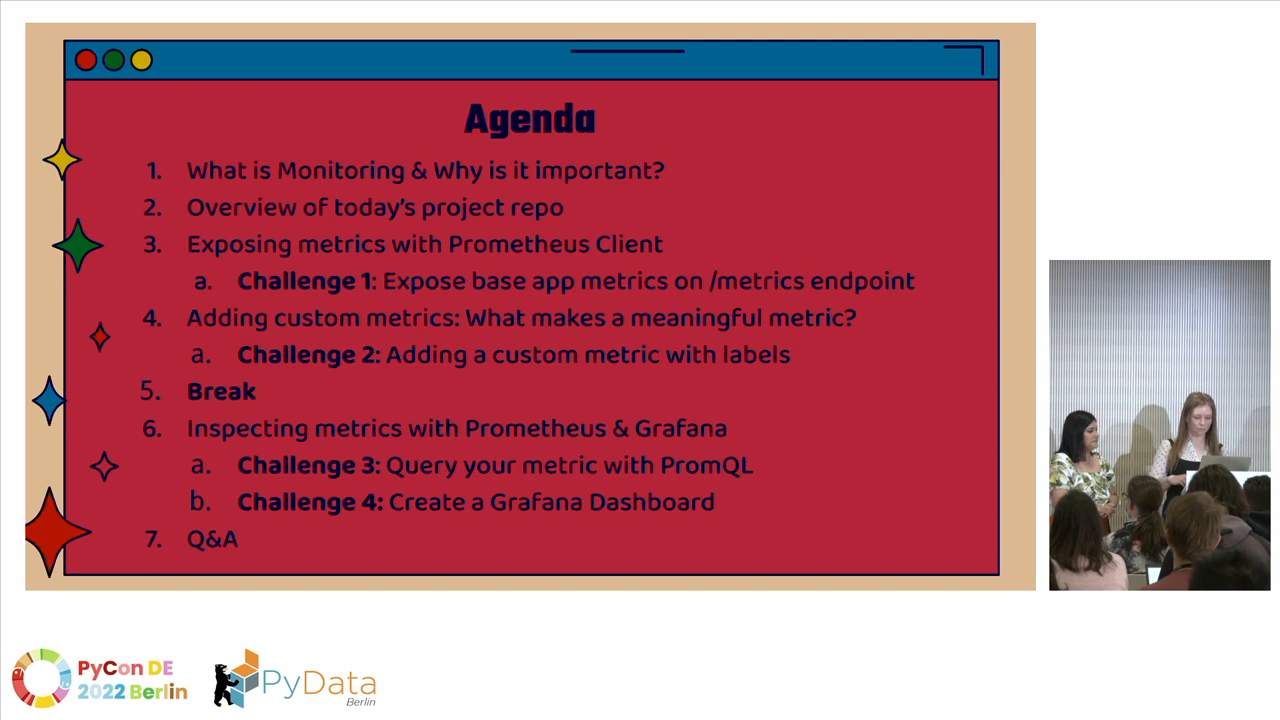 Agenda
1. What is Monitoring & Why is it important?
2. Overview of today's project repo
3. Exposing metrics with Prometheus Client
a. Challenge 1: Expose base app metrics on /metrics endpoint
4. Adding custom metrics: What makes a meaningful metric?
a. Challenge 2: Adding a custom metric with labels
5. Break
6. Inspecting metrics with Prometheus & Grafana
a. Challenge 3: Query your metric with PromQL
b. Challenge 4: Create a Grafana Dashboard
7. Q&A
PyCon DE
2022 Berlin
PyData
Berlin